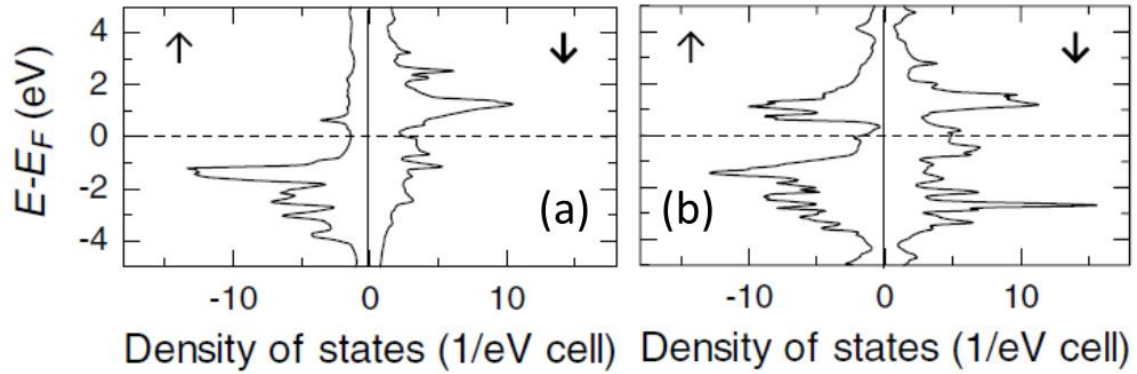 E-E_F (eV)
4
2
0
-2
-4
↑ ↓ (a)
↑ ↓ (b)
-10 0 10
-10 0 10
Density of states (1/eV cell)
Density of states (1/eV cell)